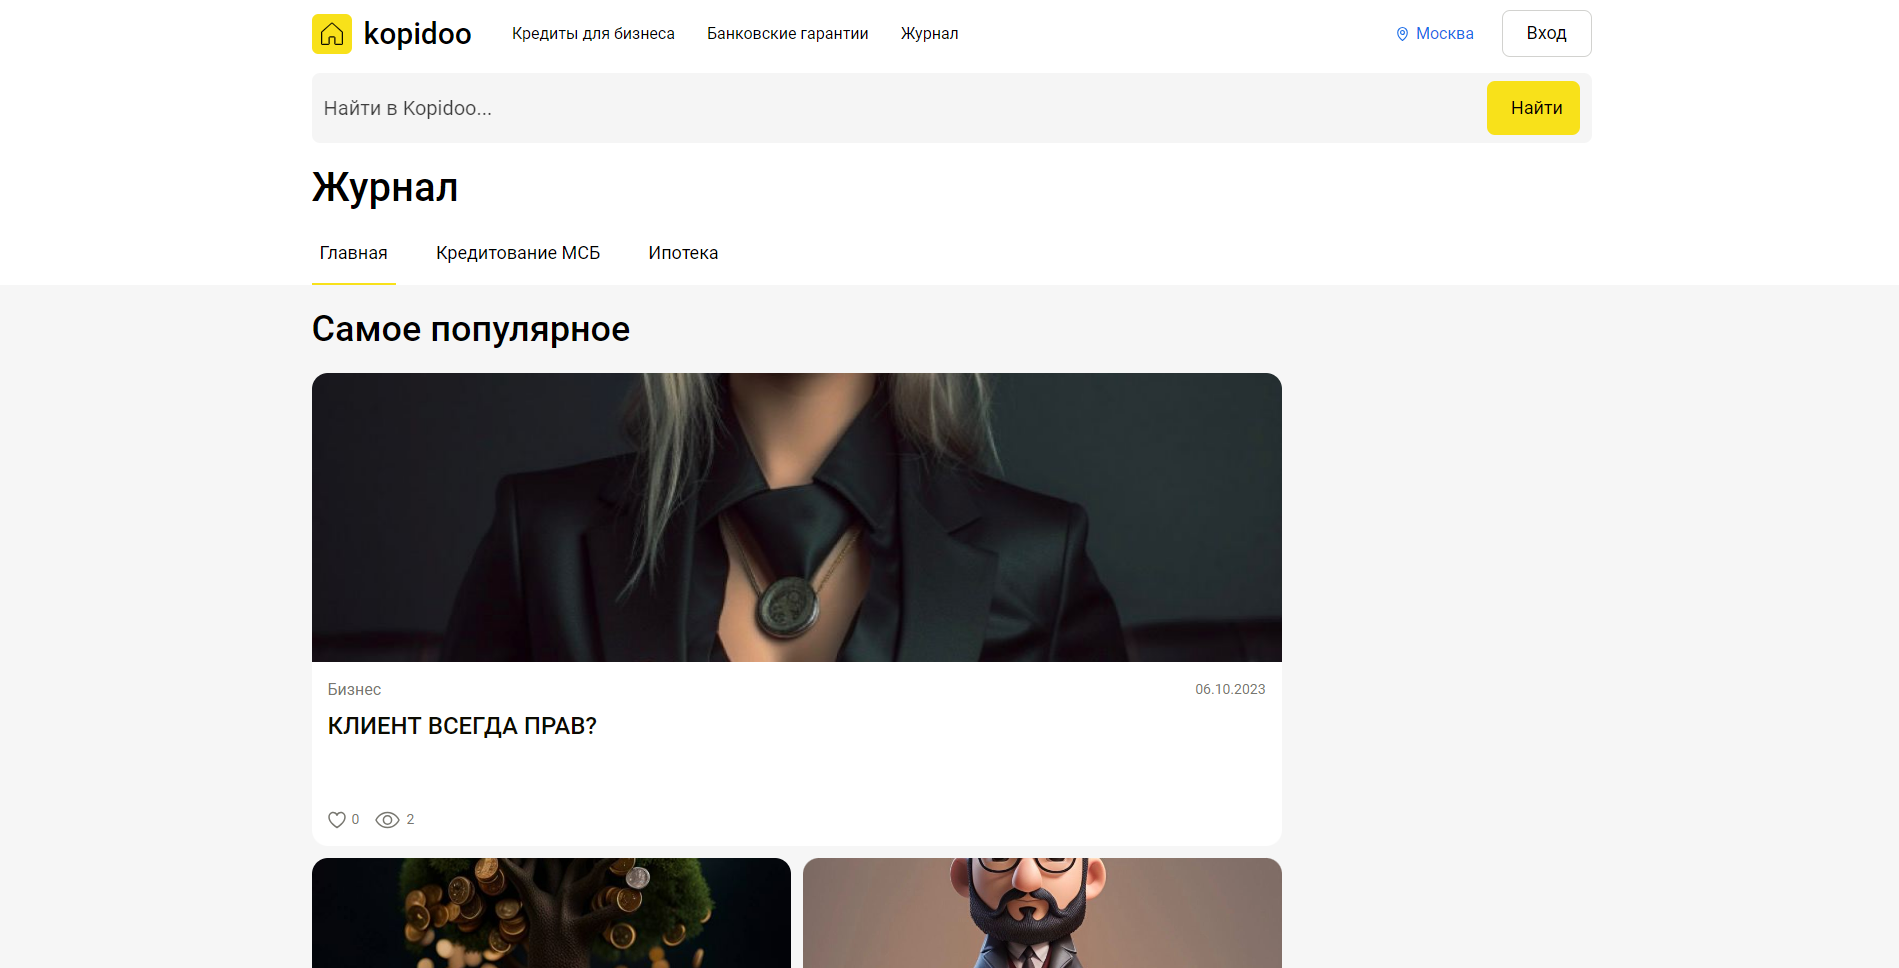 kopidoo
Кредиты для бизнеса
Банковские гарантии
Журнал
Москва
Вход
Найти в Kopidoo...
Найти
Журнал
Главная
Кредитование МСБ
Ипотека
Самое популярное
Бизнес
06.10.2023
КЛИЕНТ ВСЕГДА ПРАВ?
0
2